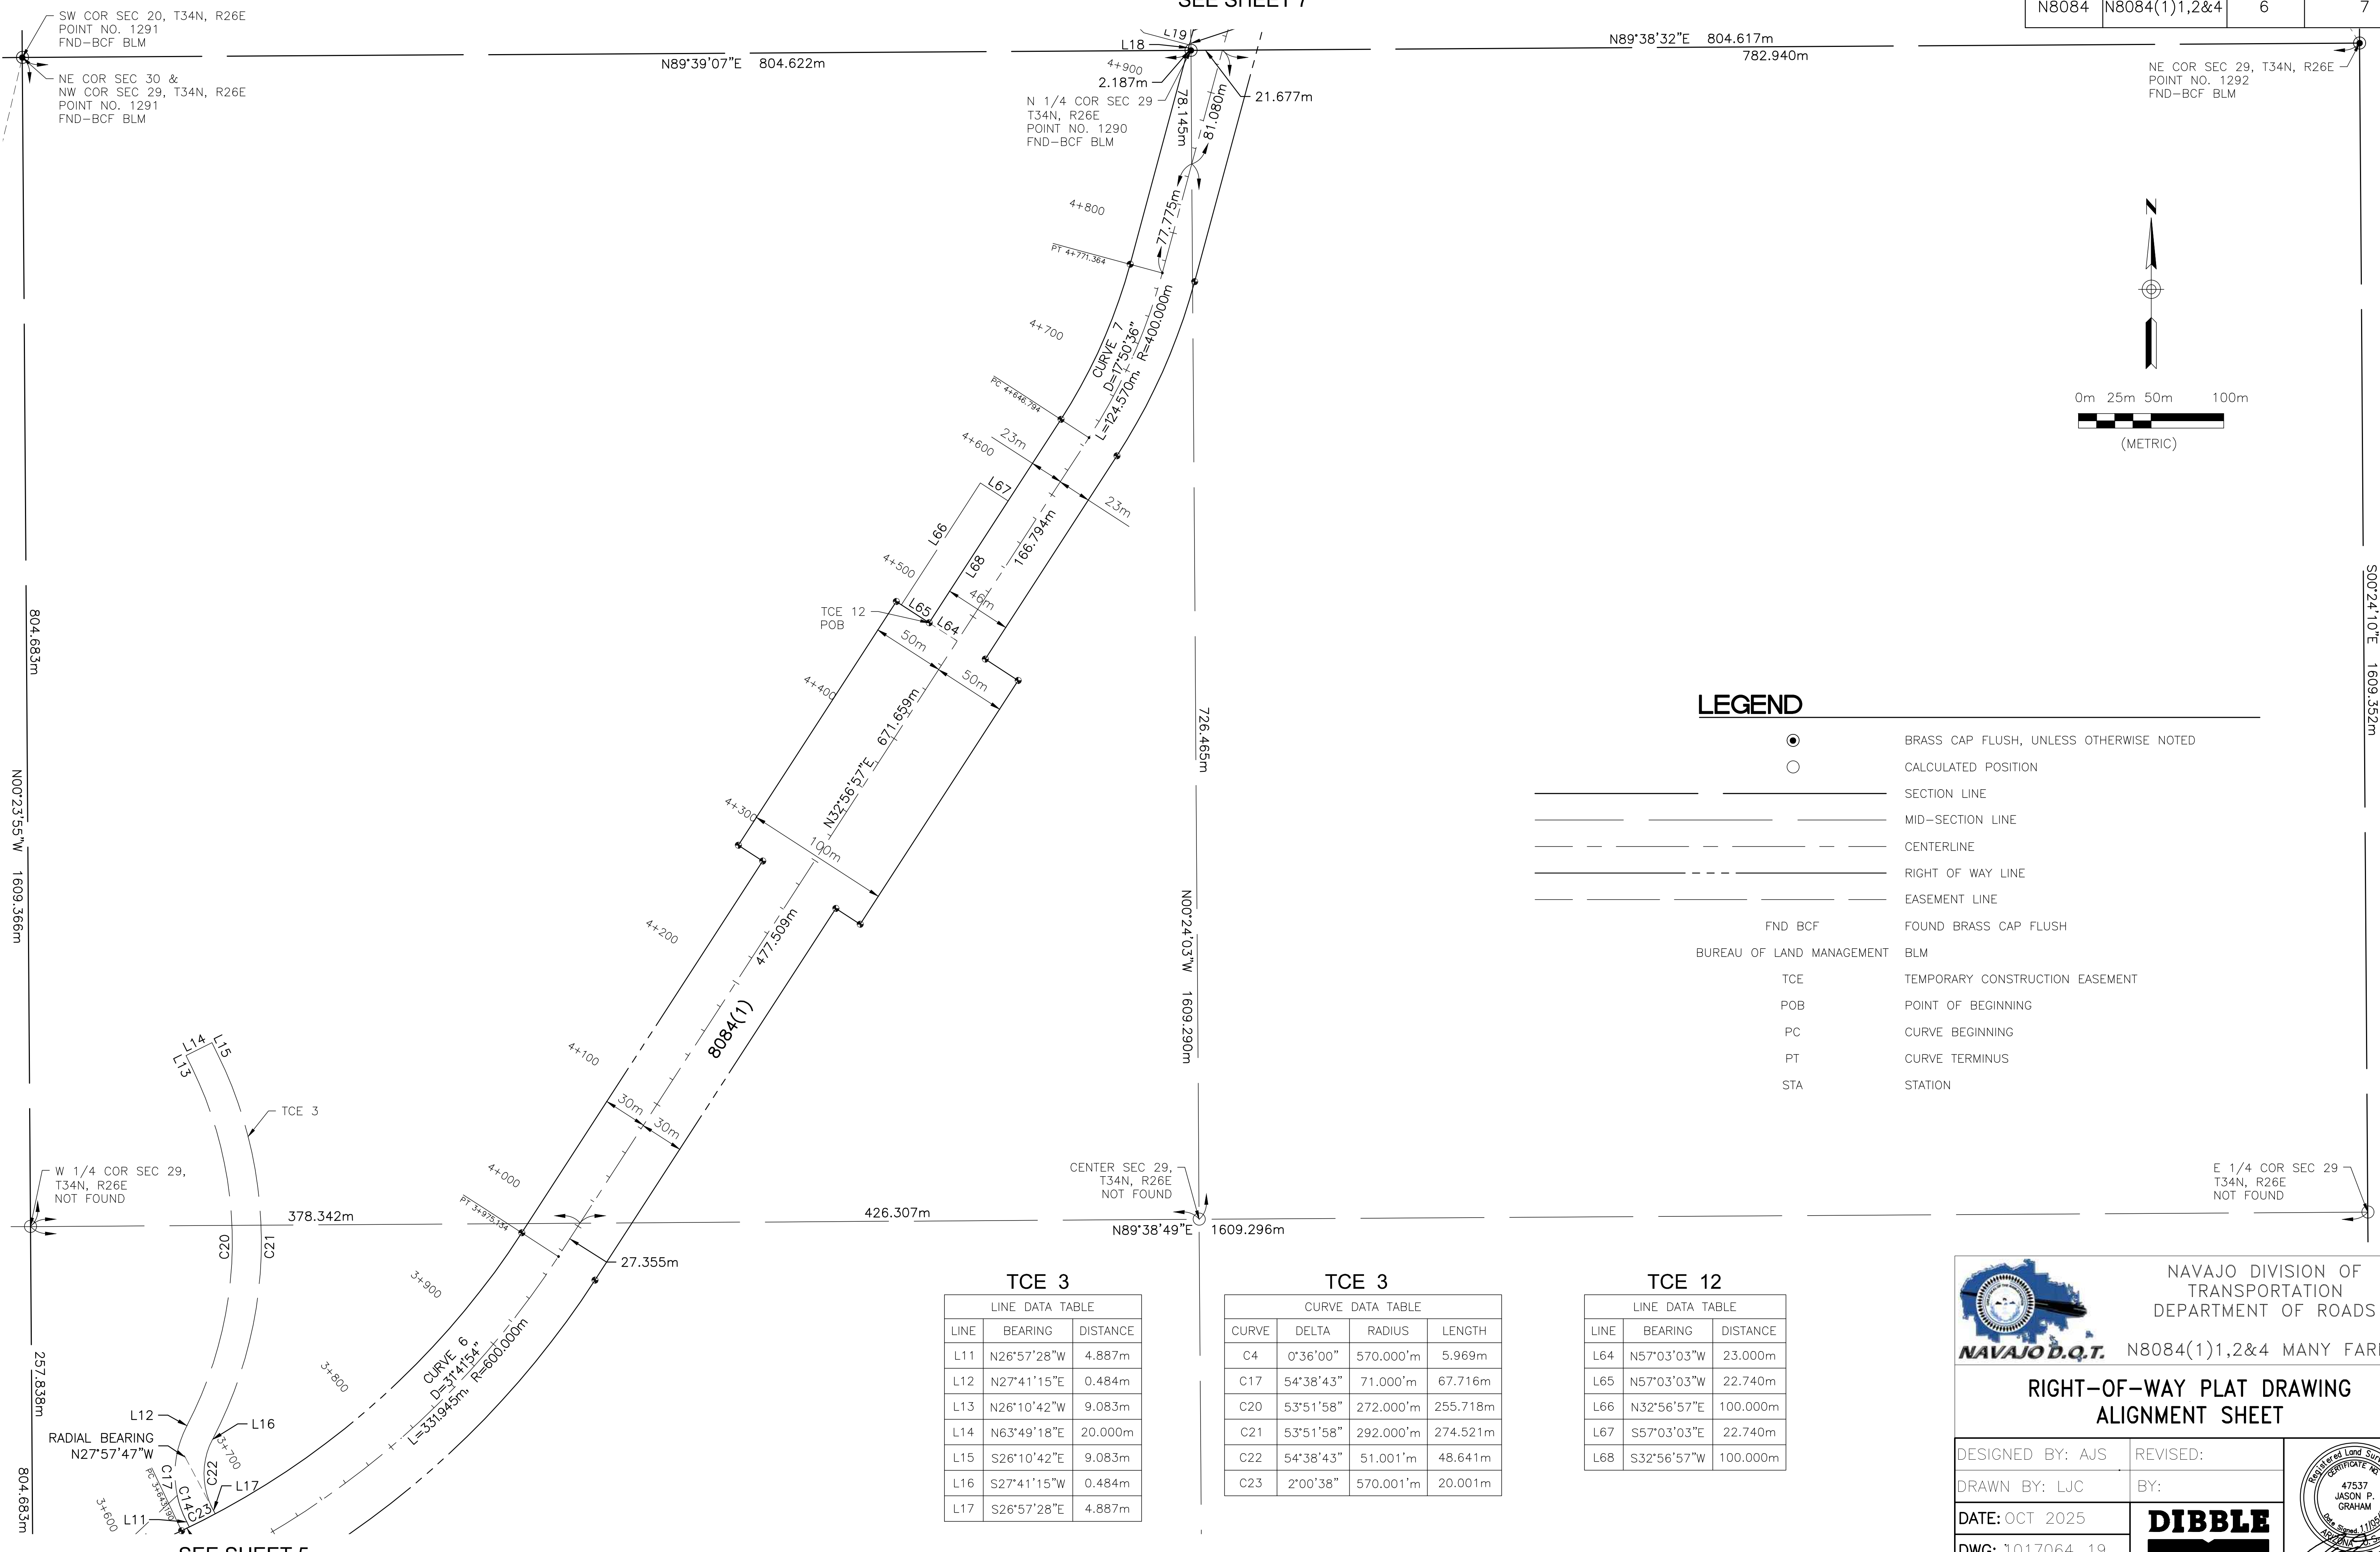 SEE SHEET 7
N8084 N8084(1)1,2&4 6 7
SW COR SEC 20, T34N, R26E
POINT NO. 1291
FND-BCF BLM
NE COR SEC 30 &
NW COR SEC 29, T34N, R26E
POINT NO. 1291
FND-BCF BLM
N89°39'07"E 804.622m
L18
L19
4+900
2.187m
N 1/4 COR SEC 29
T34N, R26E
POINT NO. 1290
FND-BCF BLM
78.145m
81.080m
21.677m
N89°38'32"E 804.617m
782.940m
NE COR SEC 29, T34N, R26E
POINT NO. 1292
FND-BCF BLM
N
0m 25m 50m 100m
(METRIC)
4+800
77.775m
PT 4+771.364
4+700
CURVE 7
D=17°50'36"
L=124.570m, R=400.000m
PC 4+646.794
4+600
23m
23m
L67
L66
166.794m
4+500
L68
46m
TCE 12
POB
L65
L64
50m
50m
4+400
N32°56'57"E 671.659m
4+300
100m
4+200
477.509m
8084(1)
4+100
30m
30m
4+000
PT 3+975.134
804.683m
N00°23'55"W 1609.366m
726.465m
N00°24'03"W 1609.290m
S00°24'10"E 1609.352m
LEGEND
BRASS CAP FLUSH, UNLESS OTHERWISE NOTED
CALCULATED POSITION
SECTION LINE
MID-SECTION LINE
CENTERLINE
RIGHT OF WAY LINE
EASEMENT LINE
FND BCF FOUND BRASS CAP FLUSH
BUREAU OF LAND MANAGEMENT BLM
TCE TEMPORARY CONSTRUCTION EASEMENT
POB POINT OF BEGINNING
PC CURVE BEGINNING
PT CURVE TERMINUS
STA STATION
L14
L13
L15
TCE 3
W 1/4 COR SEC 29,
T34N, R26E
NOT FOUND
378.342m
426.307m
CENTER SEC 29,
T34N, R26E
NOT FOUND
N89°38'49"E 1609.296m
E 1/4 COR SEC 29
T34N, R26E
NOT FOUND
C20
C21
27.355m
3+900
3+800
CURVE 6
D=31°41'54"
L=331.945m, R=600.000m
257.838m
804.683m
L12
RADIAL BEARING
N27°57'47"W
L16
3+700
C17
C22
L17
C14
C23
L11
3+600
SEE SHEET 5
TCE 3
LINE DATA TABLE
LINE BEARING DISTANCE
L11 N26°57'28"W 4.887m
L12 N27°41'15"E 0.484m
L13 N26°10'42"W 9.083m
L14 N63°49'18"E 20.000m
L15 S26°10'42"E 9.083m
L16 S27°41'15"W 0.484m
L17 S26°57'28"E 4.887m
TCE 3
CURVE DATA TABLE
CURVE DELTA RADIUS LENGTH
C4 0°36'00" 570.000'm 5.969m
C17 54°38'43" 71.000'm 67.716m
C20 53°51'58" 272.000'm 255.718m
C21 53°51'58" 292.000'm 274.521m
C22 54°38'43" 51.001'm 48.641m
C23 2°00'38" 570.001'm 20.001m
TCE 12
LINE DATA TABLE
LINE BEARING DISTANCE
L64 N57°03'03"W 23.000m
L65 N57°03'03"W 22.740m
L66 N32°56'57"E 100.000m
L67 S57°03'03"E 22.740m
L68 S32°56'57"W 100.000m
NAVAJO D.O.T.
NAVAJO DIVISION OF
TRANSPORTATION
DEPARTMENT OF ROADS
N8084(1)1,2&4 MANY
RIGHT-OF-WAY PLAT DRAWING
ALIGNMENT SHEET
DESIGNED BY: AJS REVISED:
DRAWN BY: LJC BY:
DATE: OCT 2025
DIBBLE
Registered Land
CERTIFICATE NO.
47537
JASON P.
GRAHAM
Date Signed